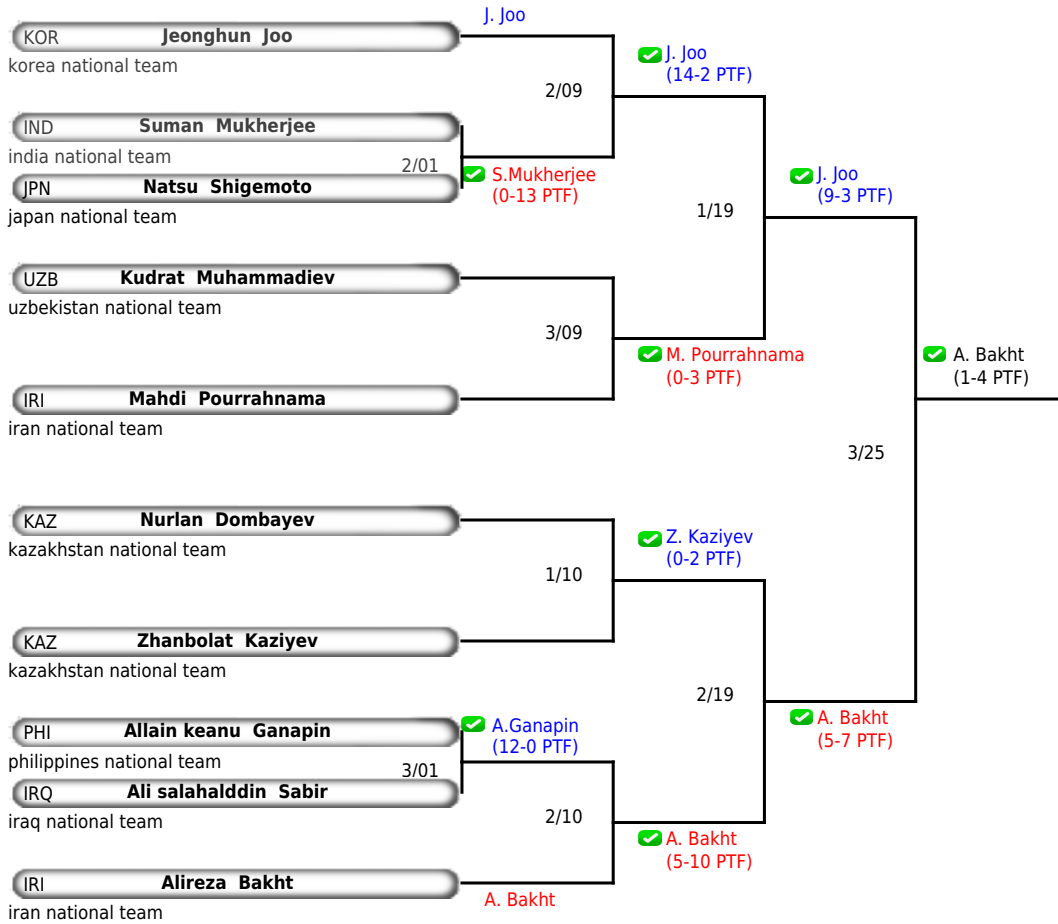 J. Joo
KOR Jeonghun Joo
korea national team
J. Joo
(14-2 PTF)
2/09
IND Suman Mukherjee
india national team
2/01
S.Mukherjee
(0-13 PTF)
JPN Natsu Shigemoto
japan national team
J. Joo
(9-3 PTF)
1/19
UZB Kudrat Muhammadiev
uzbekistan national team
3/09
M. Pourrahnama
(0-3 PTF)
IRI Mahdi Pourrahnama
iran national team
A. Bakht
(1-4 PTF)
3/25
KAZ Nurlan Dombayev
kazakhstan national team
Z. Kaziyev
(0-2 PTF)
1/10
KAZ Zhanbolat Kaziyev
kazakhstan national team
2/19
A. Bakht
(5-7 PTF)
PHI Allain keanu Ganapin
philippines national team
A.Ganapin
(12-0 PTF)
3/01
IRQ Ali salahalddin Sabir
iraq national team
2/10
A. Bakht
(5-10 PTF)
IRI Alireza Bakht
iran national team
A. Bakht